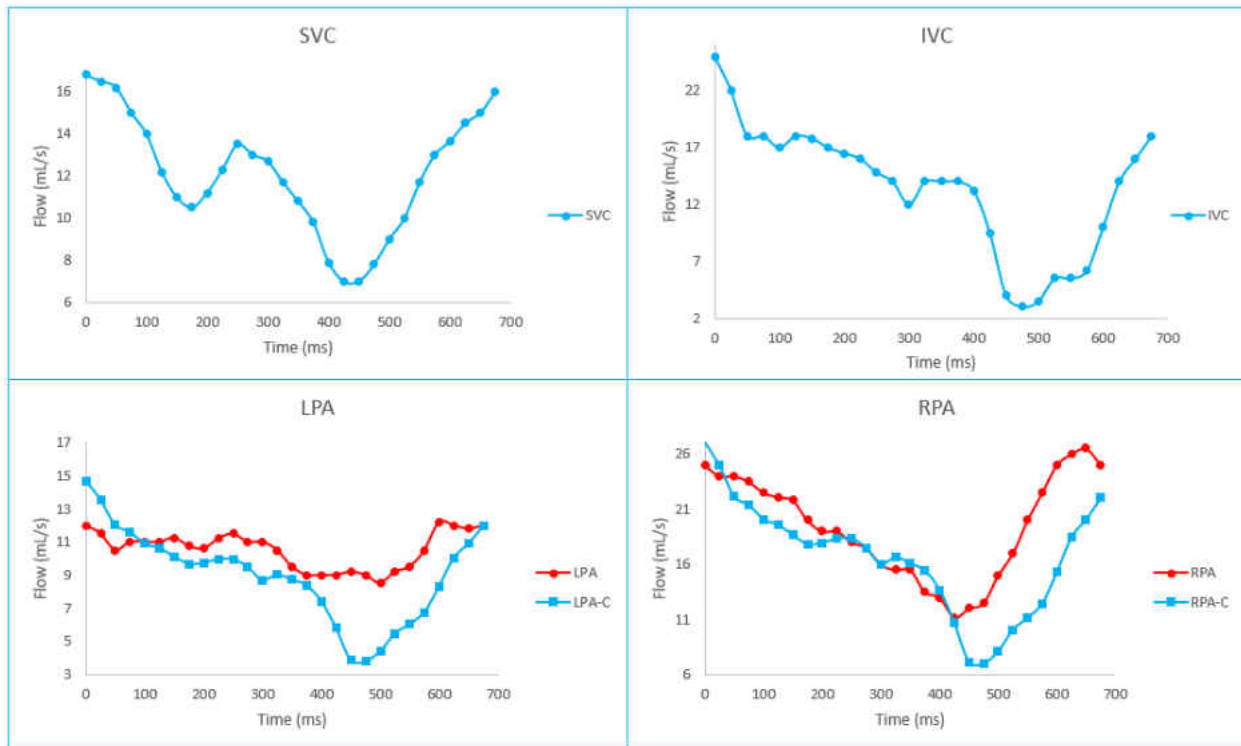 SVC
Flow (mL/s)
16
14
12
10
8
6
0 100 200 300 400 500 600 700
Time (ms)
SVC
IVC
Flow (mL/s)
22
17
12
7
2
0 100 200 300 400 500 600 700
Time (ms)
IVC
LPA
Flow (mL/s)
17
15
13
11
9
7
5
3
0 100 200 300 400 500 600 700
Time (ms)
LPA
LPA-C
RPA
Flow (mL/s)
26
21
16
11
6
0 100 200 300 400 500 600 700
Time (ms)
RPA
RPA-C